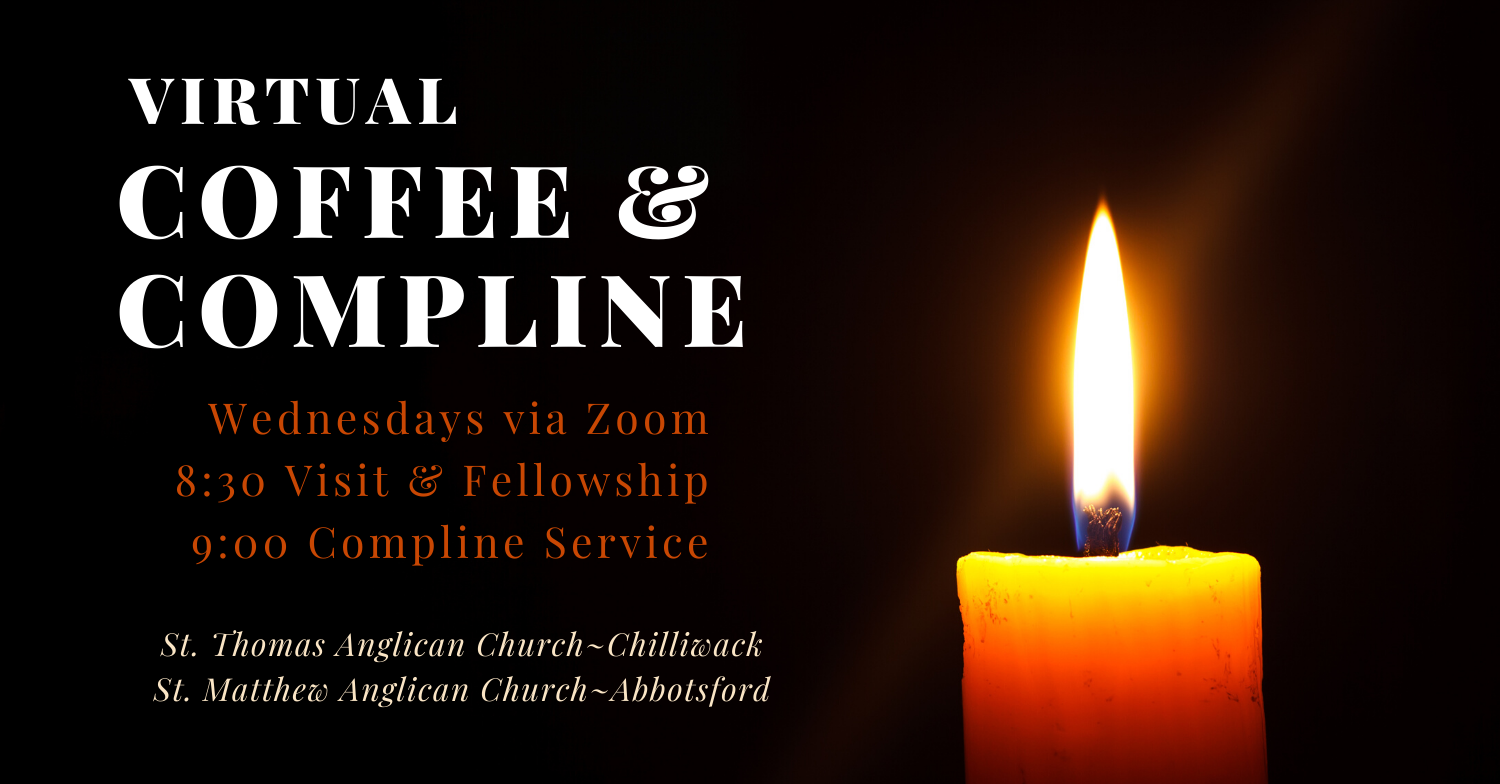 VIRTUAL
COFFEE &
COMPLINE
Wednesdays via Zoom
8:30 Visit & Fellowship
9:00 Compline Service
St. Thomas Anglican Church~Chilliwack
St. Matthew Anglican Church~Abbotsford